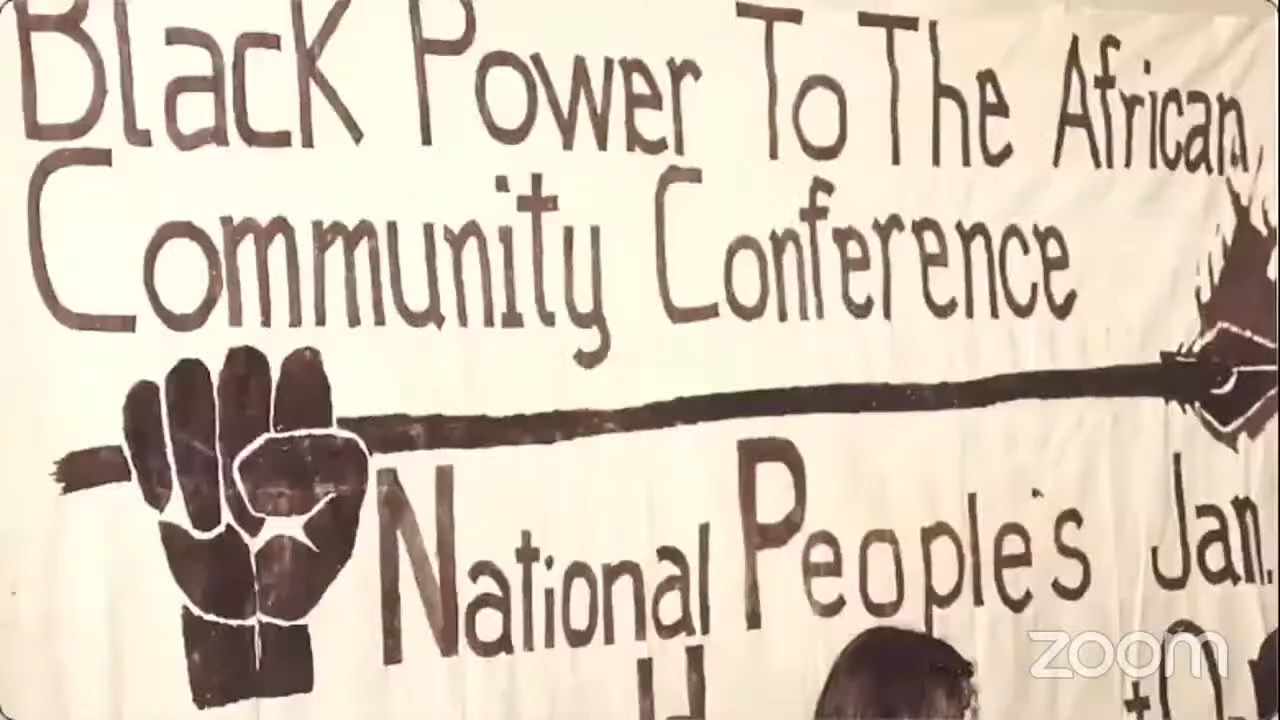 Black Power To The African
Community Conference
National People's Jan.
zoom